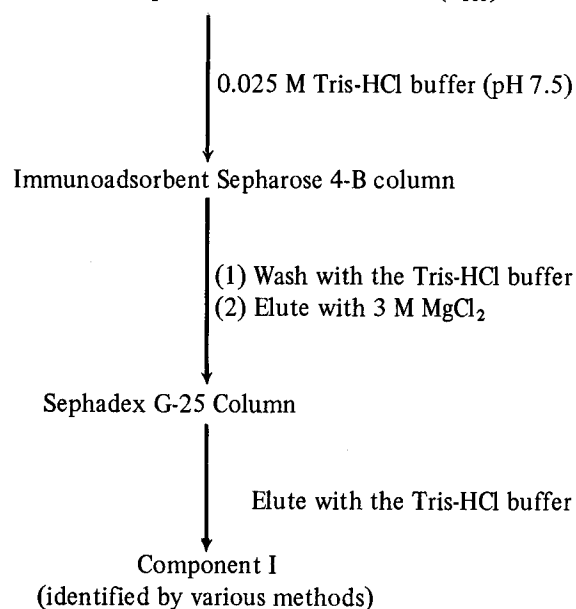 0.025 M Tris-HCl buffer (pH 7.5)
Immunoadsorbent Sepharose 4-B column
(1) Wash with the Tris-HCl buffer
(2) Elute with 3 M MgCl₂
Sephadex G-25 Column
Elute with the Tris-HCl buffer
Component I
(identified by various methods)